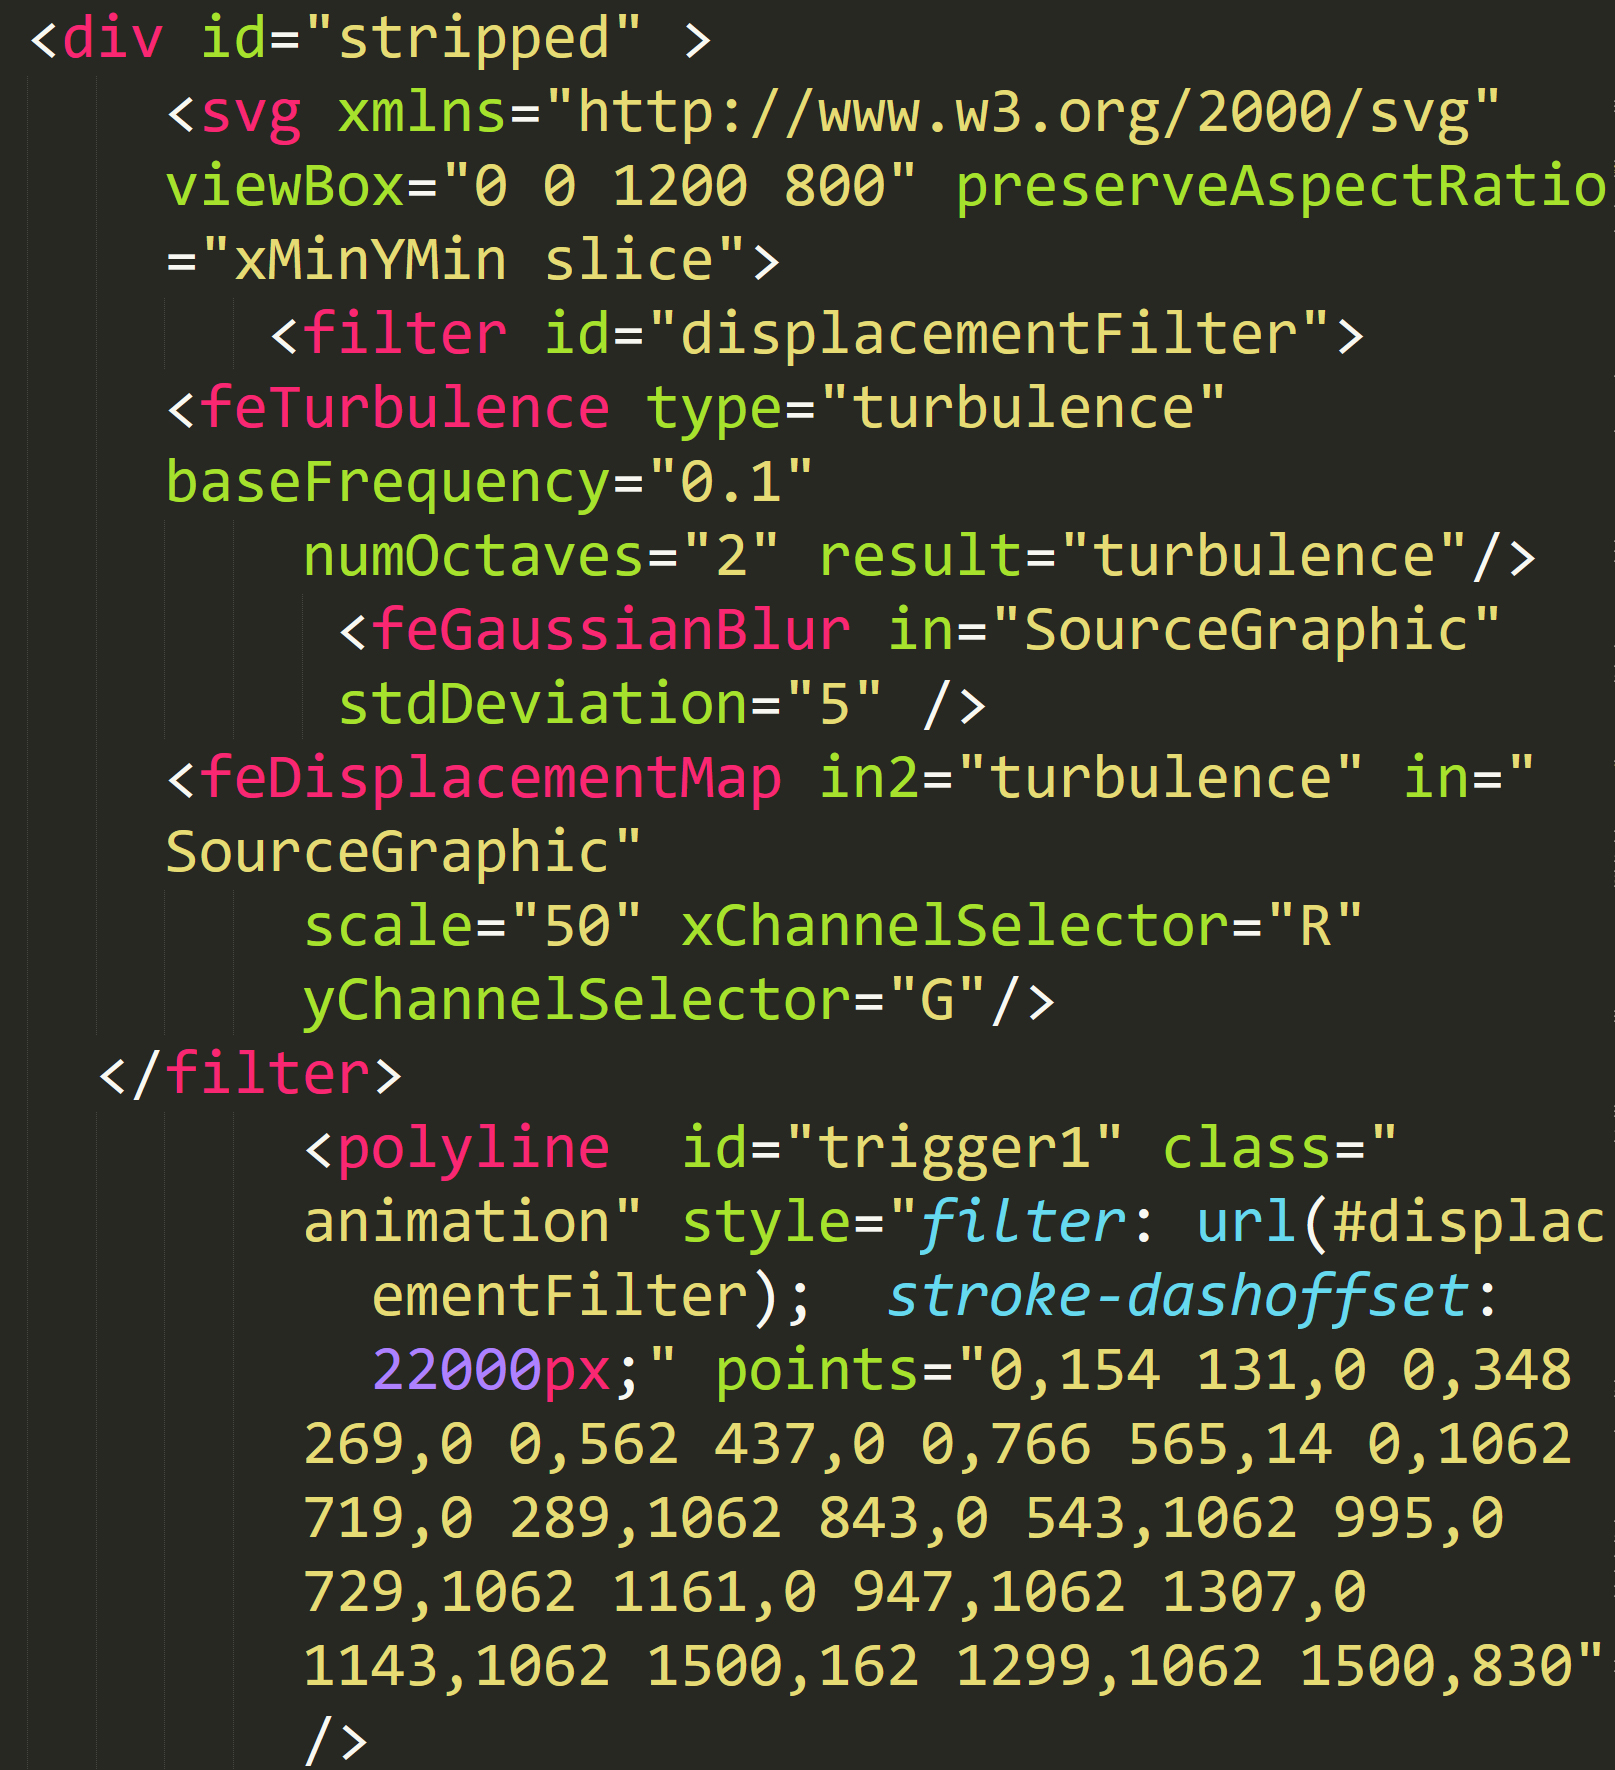 <div id="stripped" >
<svg xmlns="http://www.w3.org/2000/svg"
viewBox="0 0 1200 800" preserveAspectRatio
="xMinYMin slice">
<filter id="displacementFilter">
<feTurbulence type="turbulence"
baseFrequency="0.1"
numOctaves="2" result="turbulence"/>
<feGaussianBlur in="SourceGraphic"
stdDeviation="5" />
<feDisplacementMap in2="turbulence" in="
SourceGraphic"
scale="50" xChannelSelector="R"
yChannelSelector="G"/>
</filter>
<polyline  id="trigger1" class="
animation" style="filter: url(#displac
ementFilter);  stroke-dashoffset:
22000px;" points="0,154 131,0 0,348
269,0 0,562 437,0 0,766 565,14 0,1062
719,0 289,1062 843,0 543,1062 995,0
729,1062 1161,0 947,1062 1307,0
1143,1062 1500,162 1299,1062 1500,830"
/>